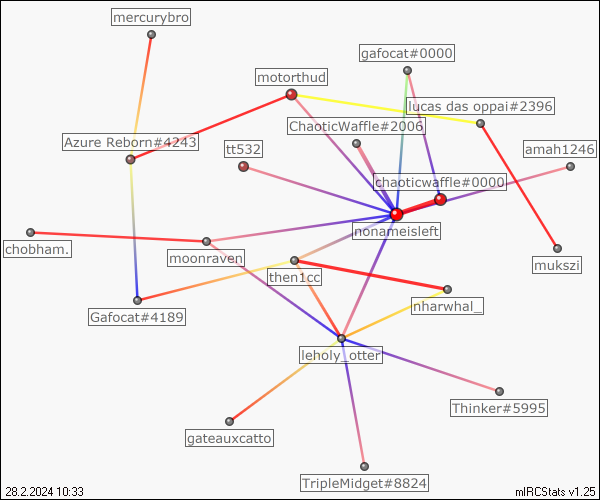 mercurybro
gafocat#0000
motorthud
lucas das oppai#2396
ChaoticWaffle#2006
Azure Reborn#4243
tt532
amah1246
chaoticwaffle#0000
nonameisleft
chobham.
moonraven
mukszi
then1cc
nharwhal_
Gafocat#4189
leholy_otter
Thinker#5995
gateauxcatto
TripleMidget#8824
28.2.2024 10:33
mIRCStats v1.25